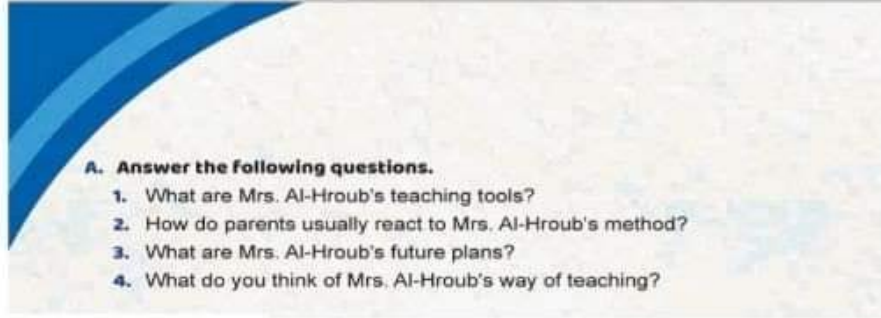 A. Answer the following questions.
1. What are Mrs. Al-Hroub's teaching tools?
2. How do parents usually react to Mrs. Al-Hroub's method?
3. What are Mrs. Al-Hroub's future plans?
4. What do you think of Mrs. Al-Hroub's way of teaching?